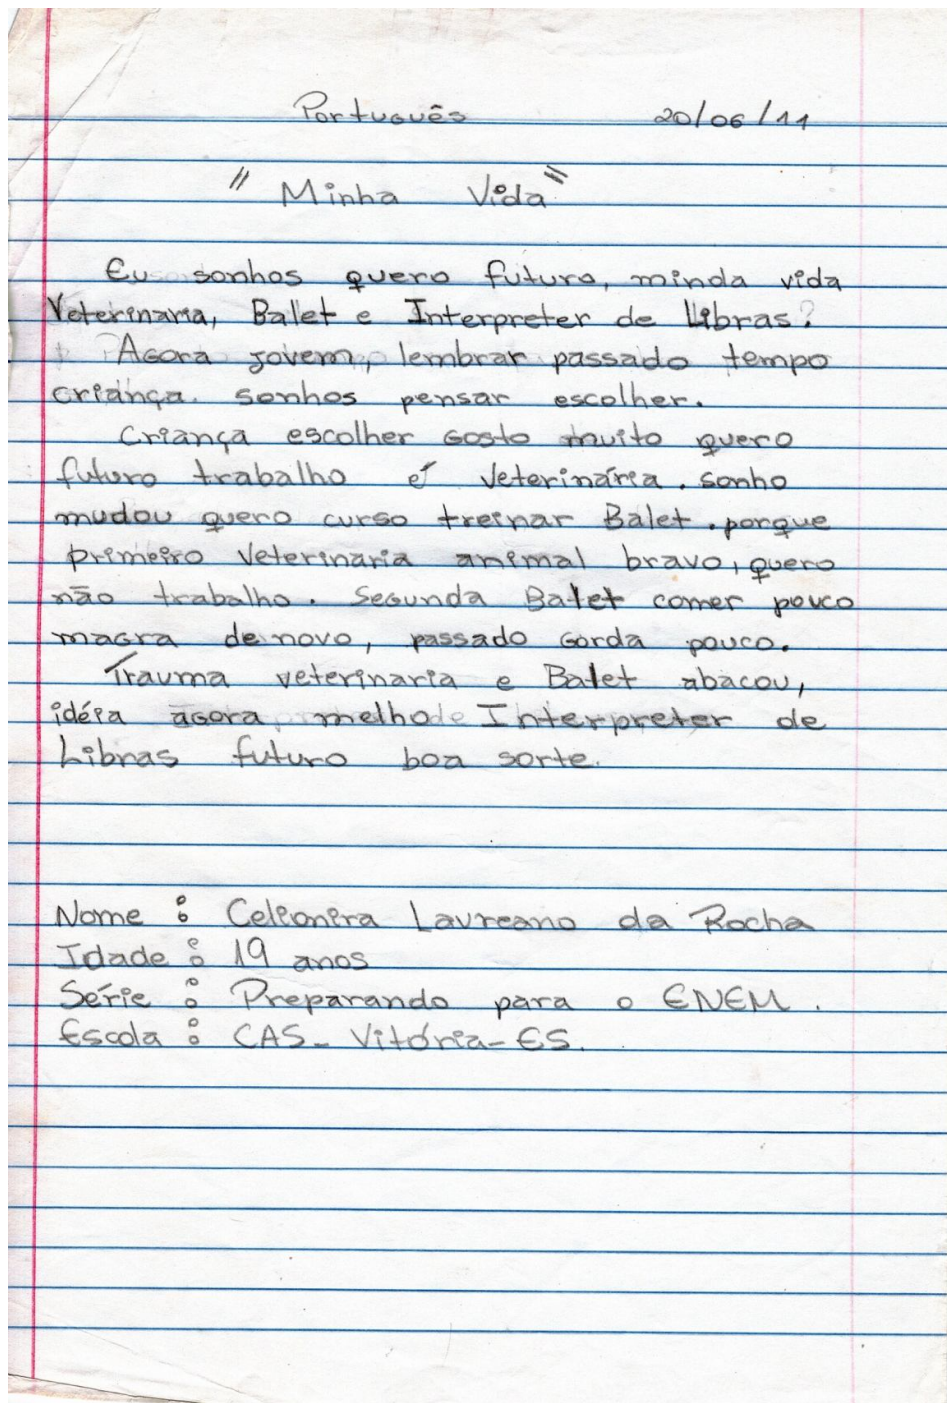 Português 20/06/11
"Minha Vida"
Eu sonhos quero futuro, minda vida
Veterinaria, Balet e Interpreter de Libras?
Agora jovem, lembrar passado tempo
criança. sonhos pensar escolher.
Criança escolher gosto muito quero
futuro trabalho é veterinária. sonho
mudou quero curso treinar Balet. porque
primeiro veterinaria animal bravo, quero
não trabalho. Segunda Balet comer pouco
magra de novo, passado gorda pouco.
Trauma veterinaria e Balet abacou,
idéia agora melho de Interpreter de
Libras futuro boa sorte.
Nome : Celionira Laureano da Rocha
Idade : 19 anos
Série : Preparando para o ENEM.
Escola : CAS- Vitória-ES.